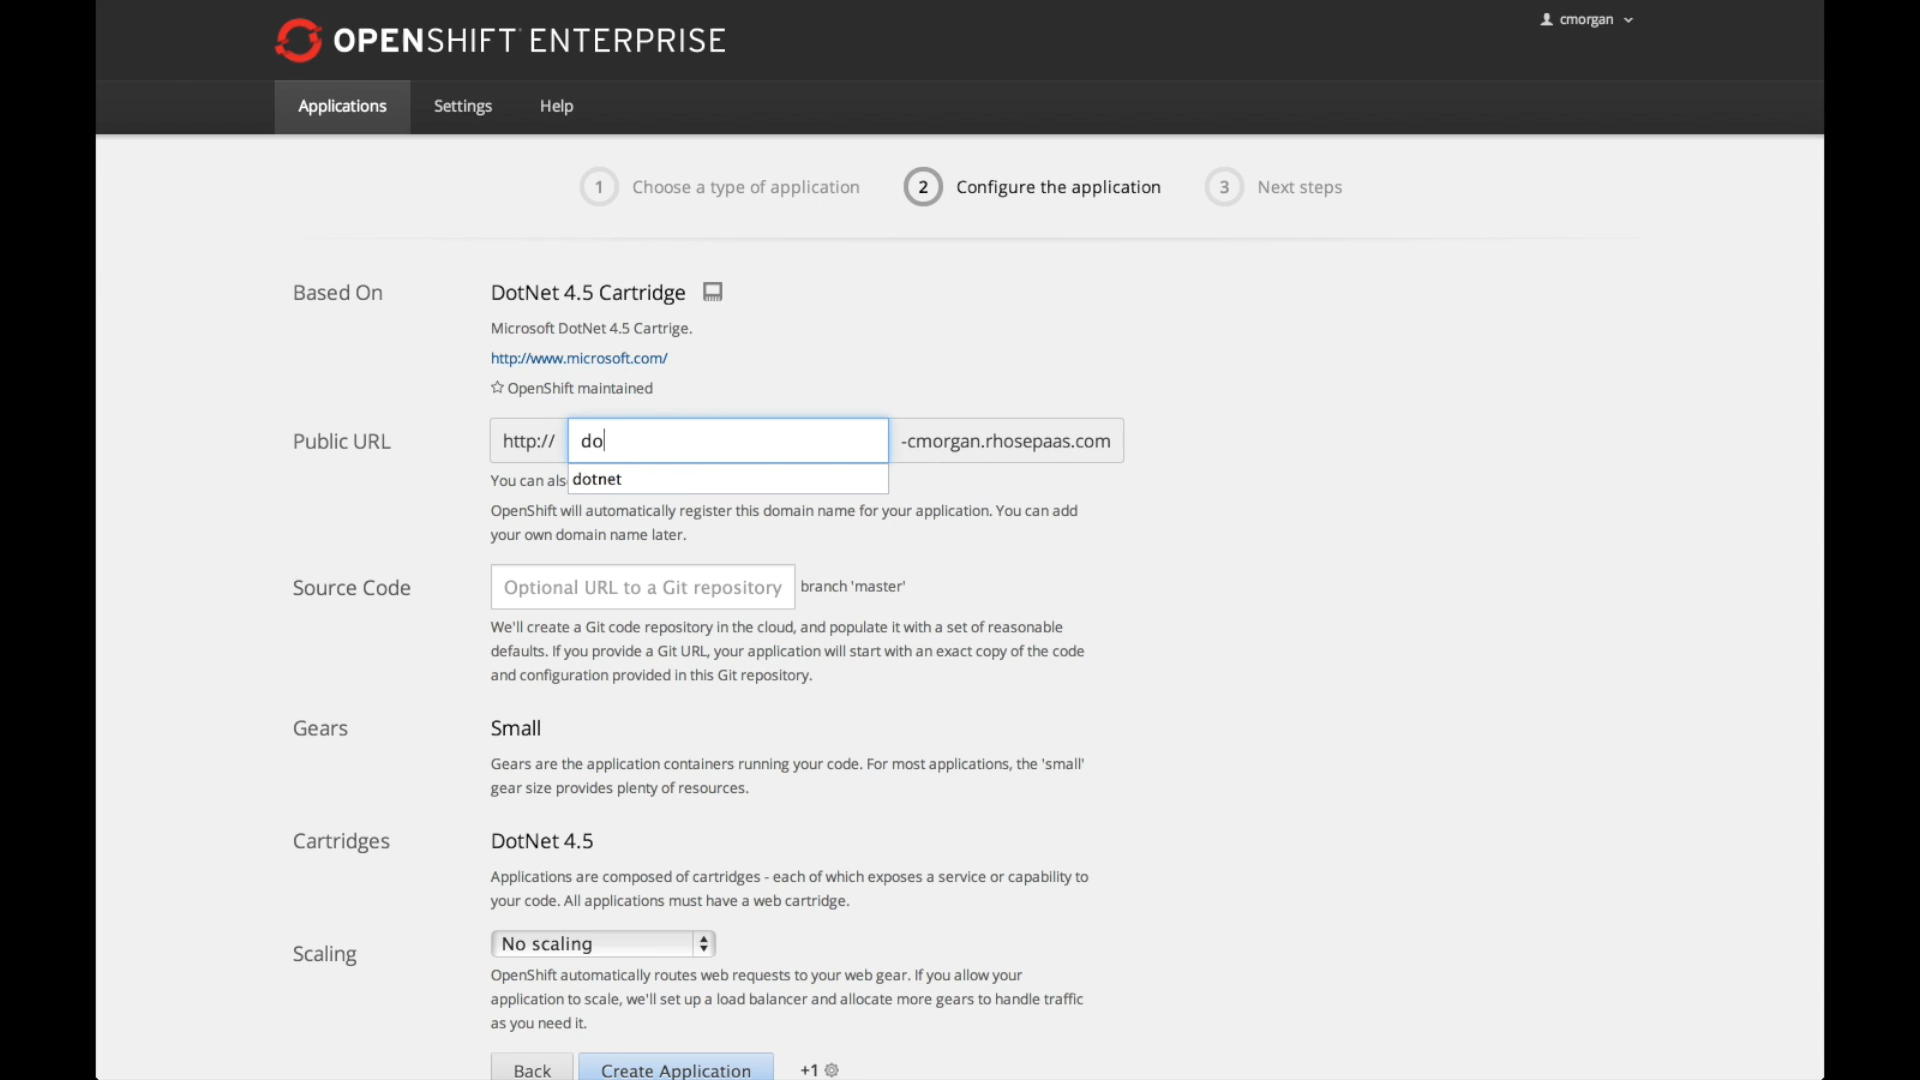 OPENSHIFT ENTERPRISE
cmorgan
Applications Settings Help
1 Choose a type of application 2 Configure the application 3 Next steps
Based On
DotNet 4.5 Cartridge
Microsoft DotNet 4.5 Cartrige.
http://www.microsoft.com/
OpenShift maintained
Public URL
http:// do -cmorgan.rhosepaas.com
You can als
dotnet
OpenShift will automatically register this domain name for your application. You can add
your own domain name later.
Source Code
Optional URL to a Git repository branch 'master'
We'll create a Git code repository in the cloud, and populate it with a set of reasonable
defaults. If you provide a Git URL, your application will start with an exact copy of the code
and configuration provided in this Git repository.
Gears
Small
Gears are the application containers running your code. For most applications, the 'small'
gear size provides plenty of resources.
Cartridges
DotNet 4.5
Applications are composed of cartridges - each of which exposes a service or capability to
your code. All applications must have a web cartridge.
Scaling
No scaling
OpenShift automatically routes web requests to your web gear. If you allow your
application to scale, we'll set up a load balancer and allocate more gears to handle traffic
as you need it.
Back Create Application +1